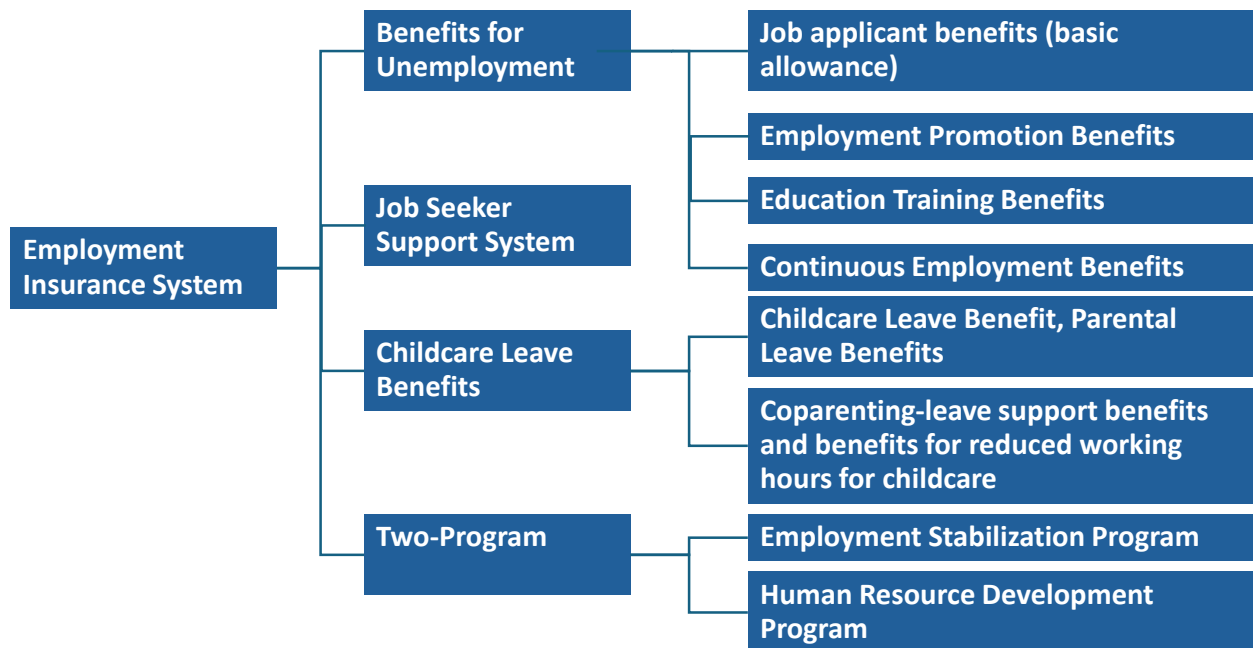 Employment
Insurance System
Benefits for
Unemployment
Job applicant benefits (basic
allowance)
Employment Promotion Benefits
Education Training Benefits
Continuous Employment Benefits
Job Seeker
Support System
Childcare Leave
Benefits
Childcare Leave Benefit, Parental
Leave Benefits
Coparenting-leave support benefits
and benefits for reduced working
hours for childcare
Two-Program
Employment Stabilization Program
Human Resource Development
Program